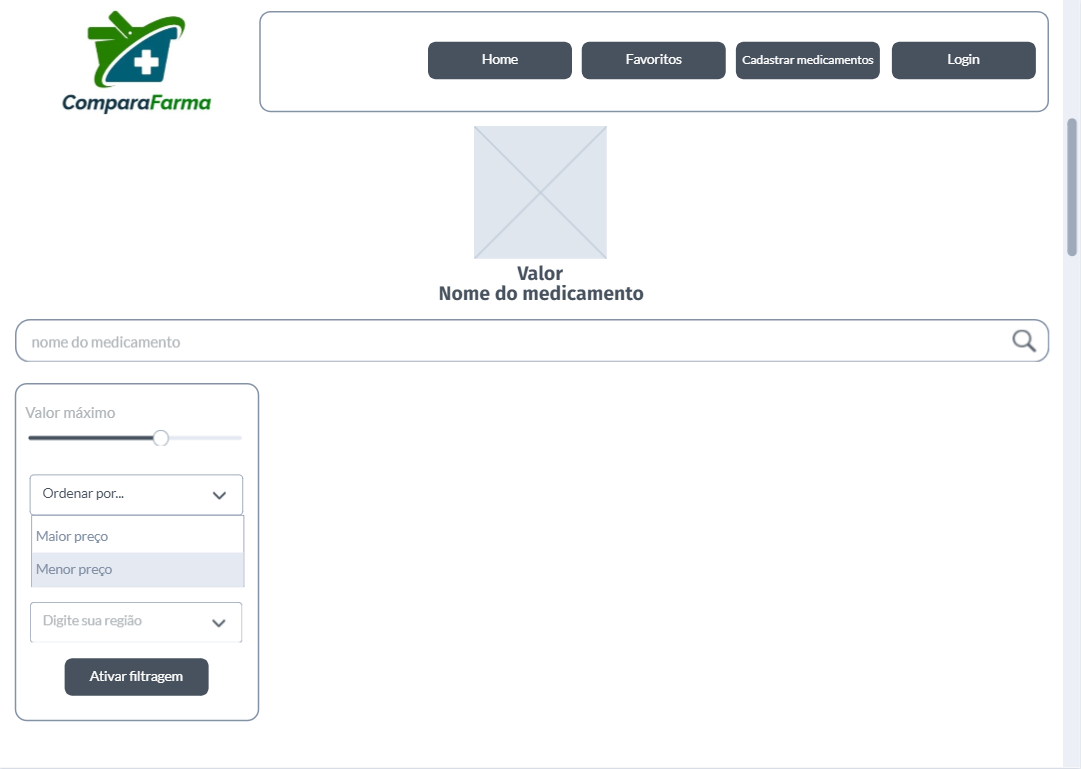 ComparaFarma
Home
Favoritos
Cadastrar medicamentos
Login
Valor
Nome do medicamento
nome do medicamento
Valor máximo
Ordenar por...
Maior preço
Menor preço
Digite sua região
Ativar filtragem